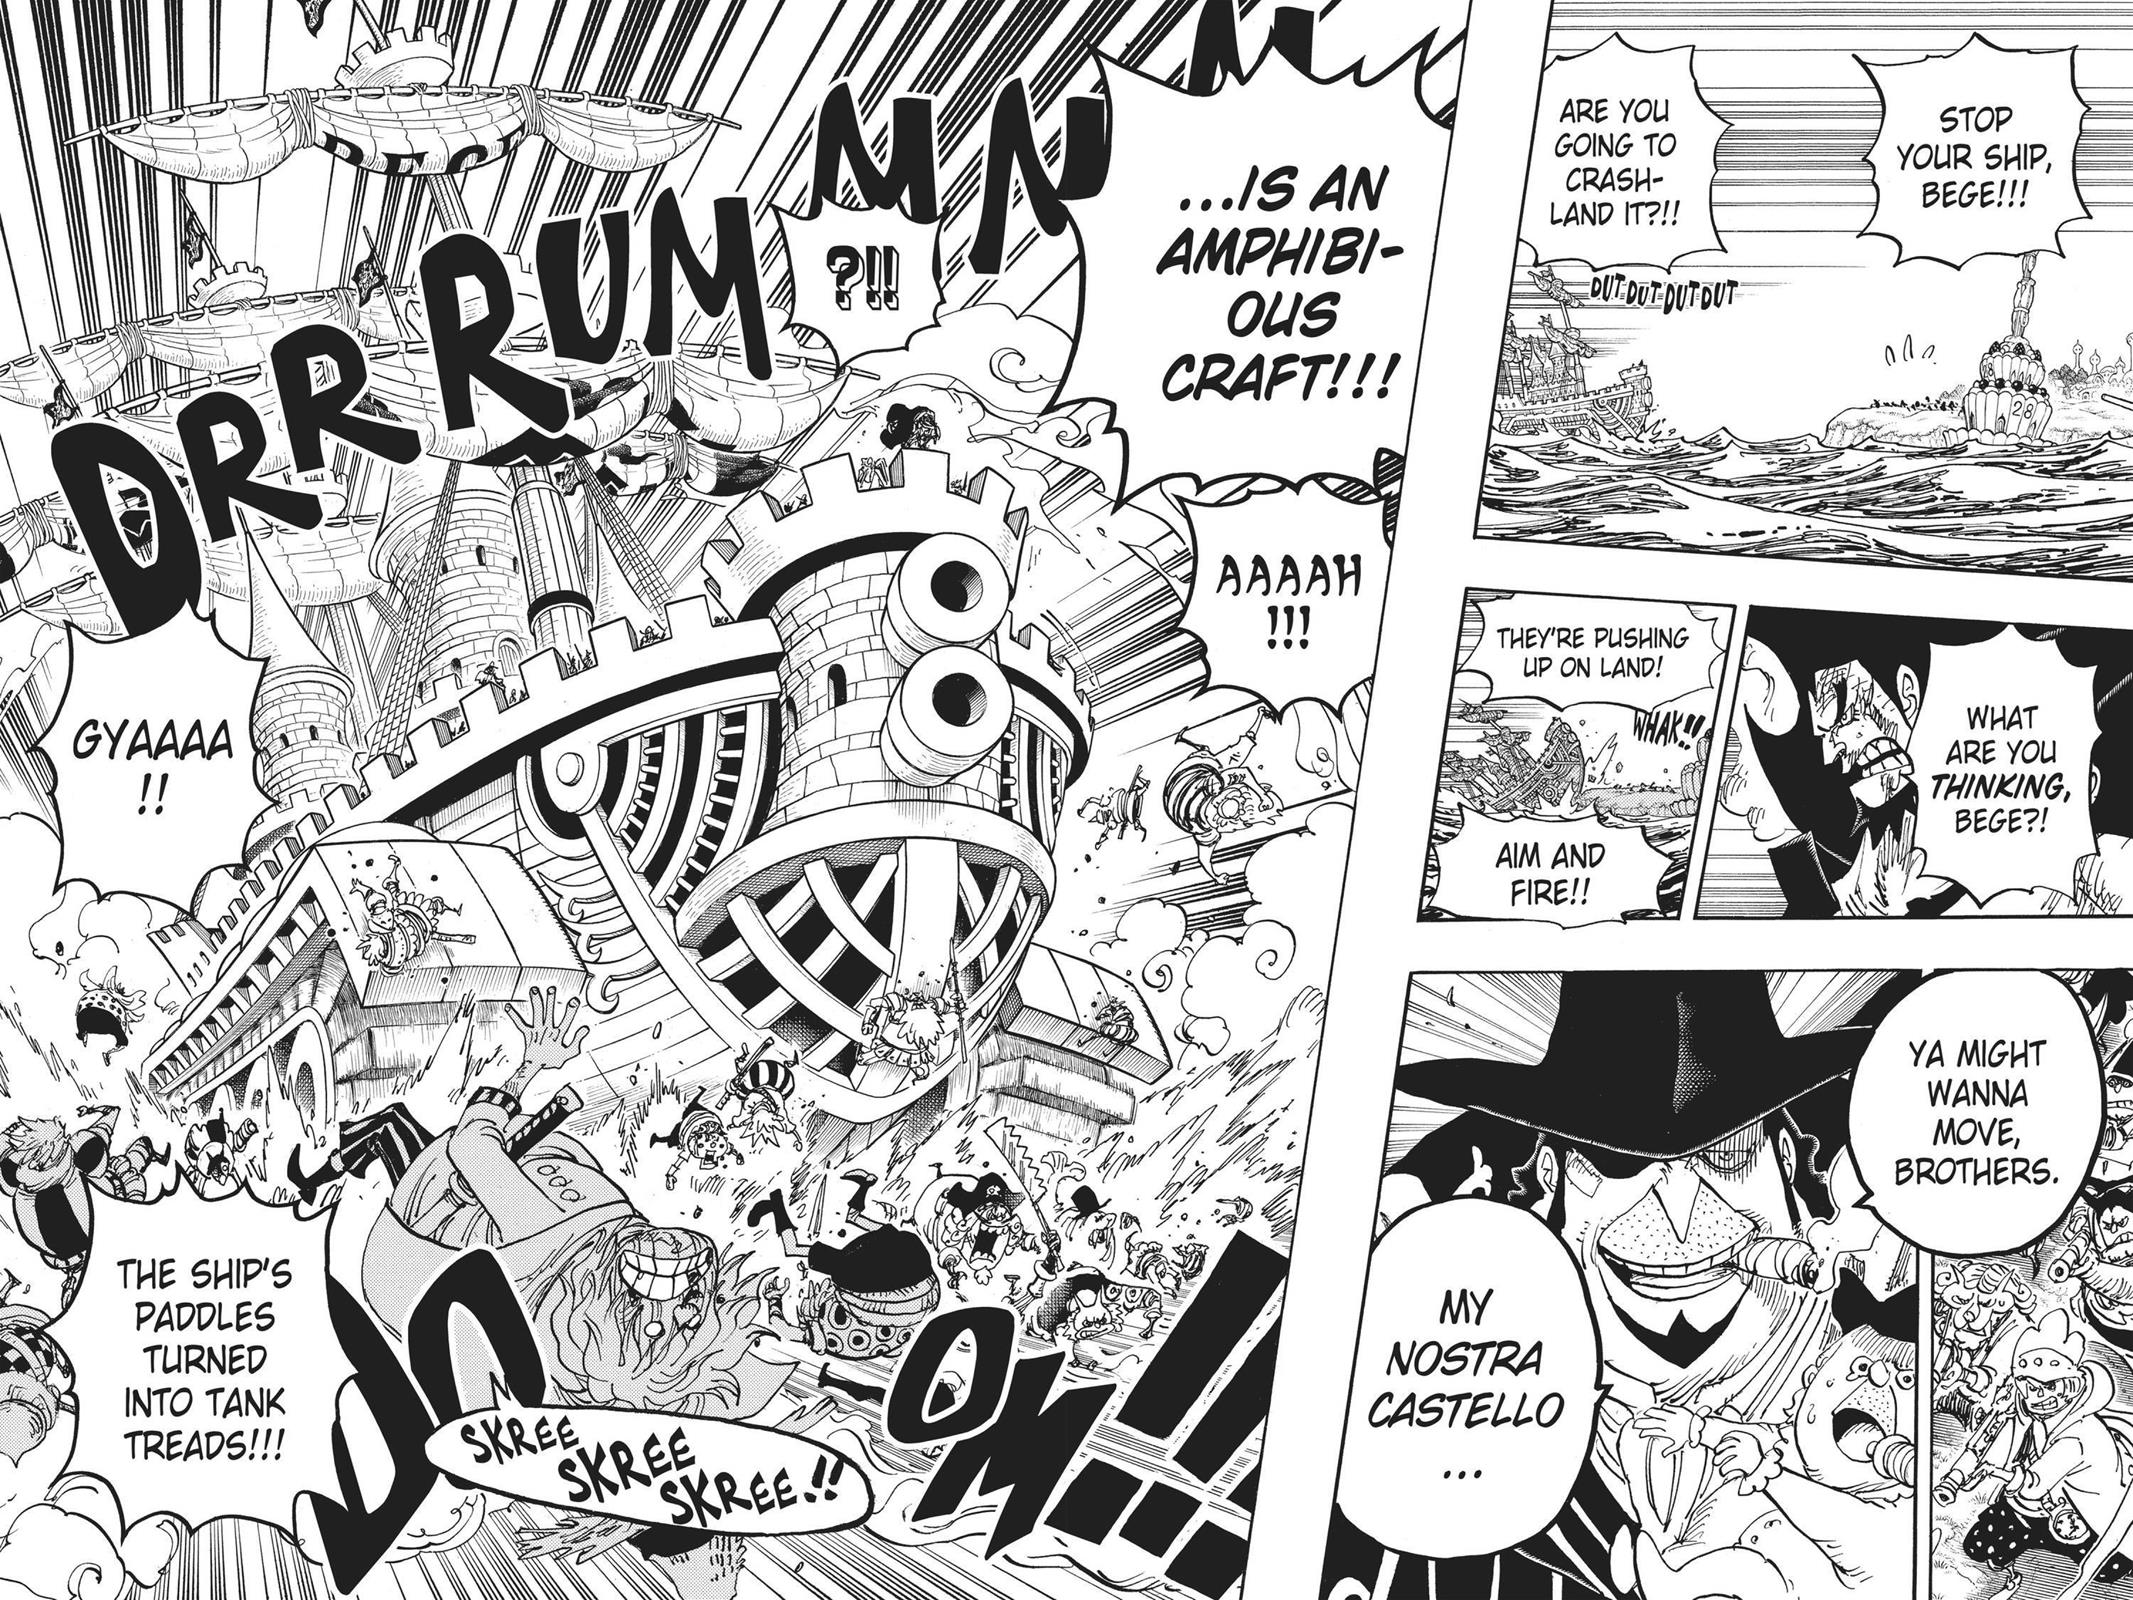 STOP
YOUR SHIP,
BEGE!!!
ARE YOU
GOING TO
CRASH-
LAND IT?!!
DUT DUT DUT DUT
28
WHAT
ARE YOU
THINKING,
BEGE?!
THEY'RE PUSHING
UP ON LAND!
WHAK!!
AIM AND
FIRE!!
YA MIGHT
WANNA
MOVE,
BROTHERS.
MY
NOSTRA
CASTELLO
...
...IS AN
AMPHIBI-
OUS
CRAFT!!!
?!!
AAAAH
!!!
GYAAAA
!!
THE SHIP'S
PADDLES
TURNED
INTO TANK
TREADS!!!
SKREE
SKREE
SKREE!!